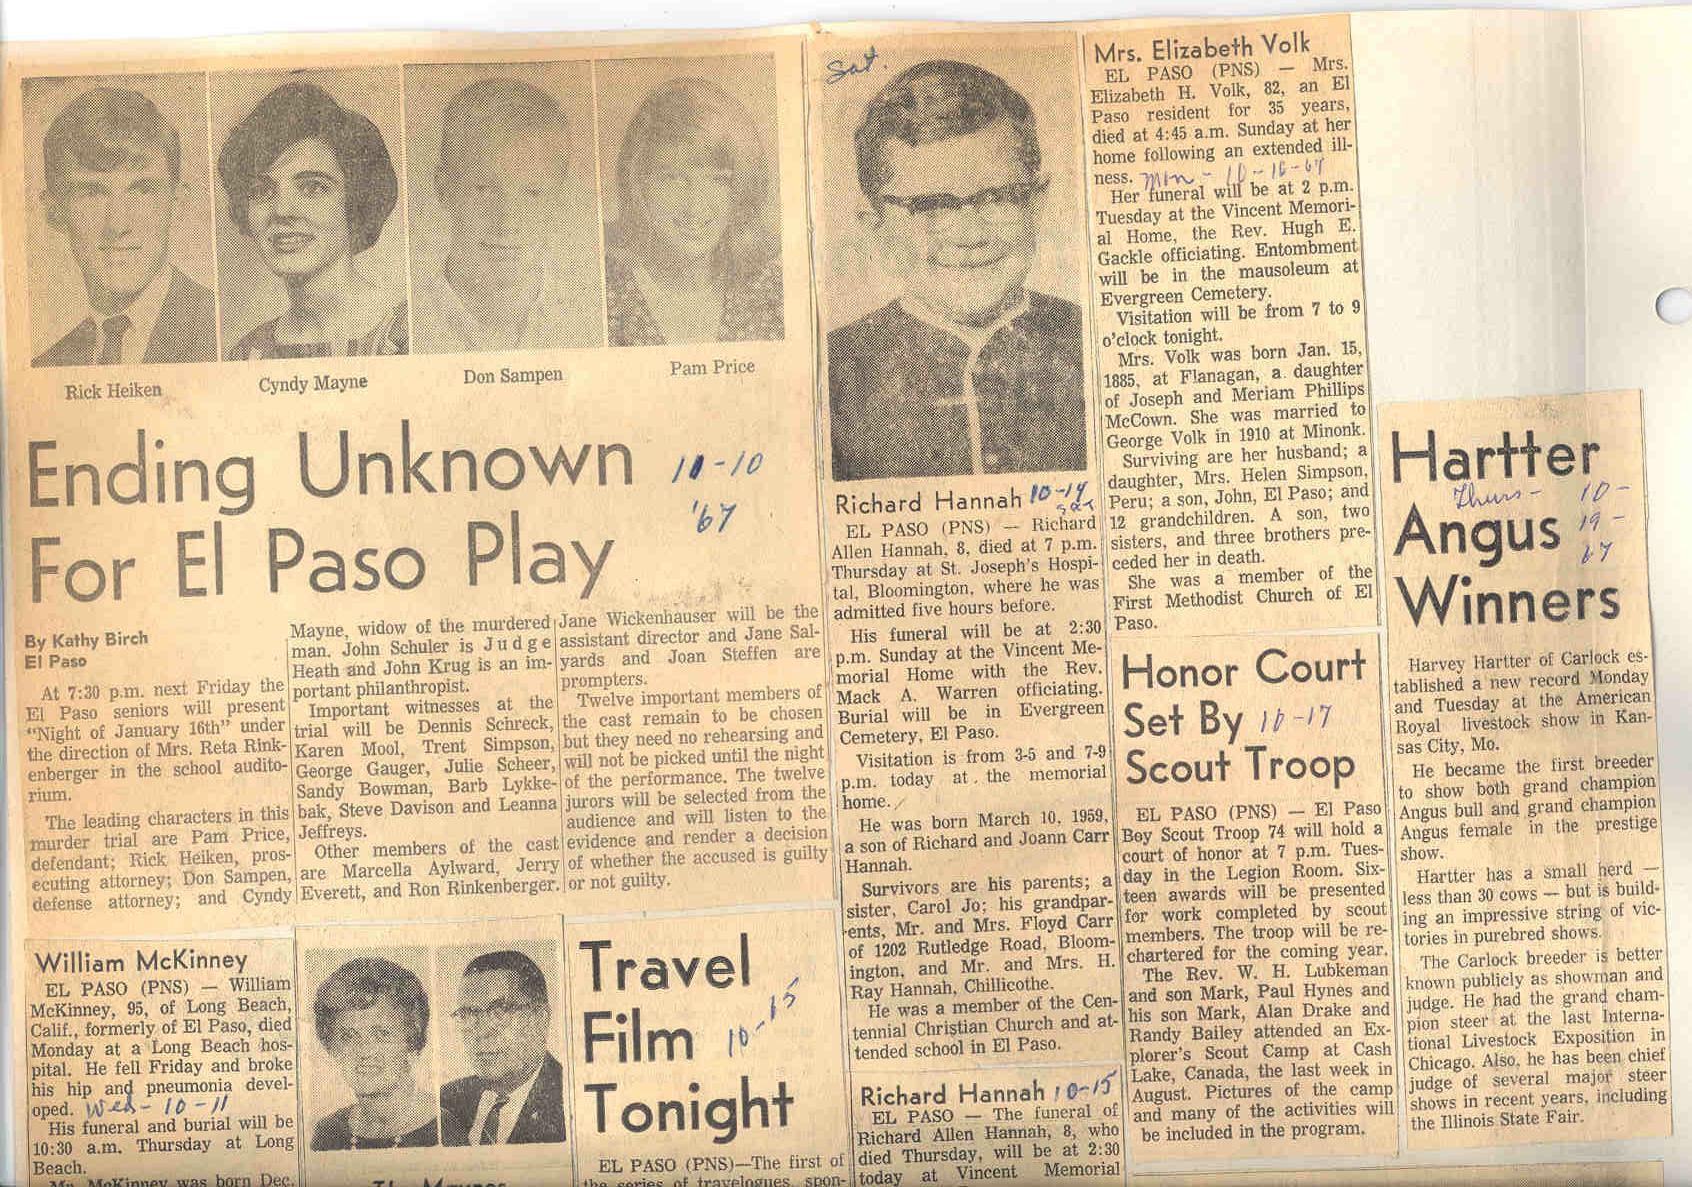 Rick Heiken
Cyndy Mayne
Don Sampen
Pam Price
Ending Unknown
For El Paso Play
10-10
'67
By Kathy Birch
El Paso
At 7:30 p.m. next Friday the
El Paso seniors will present
“Night of January 16th” under
the direction of Mrs. Reta Rink-
enberger in the school audito-
rium.
The leading characters in this
murder trial are Pam Price,
defendant; Rick Heiken, pros-
ecuting attorney; Don Sampen,
defense attorney; and Cyndy
Mayne, widow of the murdered
man. John Schuler is Judge
Heath and John Krug is an im-
portant philanthropist.
Important witnesses at the
trial will be Dennis Schreck,
Karen Mool, Trent Simpson,
George Gauger, Julie Scheer,
Sandy Bowman, Barb Lykke-
bak, Steve Davison and Leanna
Jeffreys.
Other members of the cast
are Marcella Aylward, Jerry
Everett, and Ron Rinkenberger.
Jane Wickenhauser will be the
assistant director and Jane Sal-
yards and Joan Steffen are
prompters.
Twelve important members of
the cast remain to be chosen
but they need no rehearsing and
will not be picked until the night
of the performance. The twelve
jurors will be selected from the
audience and will listen to the
evidence and render a decision
of whether the accused is guilty
or not guilty.
William McKinney
EL PASO (PNS) — William
McKinney, 95, of Long Beach,
Calif., formerly of El Paso, died
Monday at a Long Beach hos-
pital. He fell Friday and broke
his hip and pneumonia devel-
oped. Wed- 10-11
His funeral and burial will be
10:30 a.m. Thursday at Long
Beach.
Mr. McKinney was born Dec.
The Maynes
Travel
Film 10-15
Tonight
EL PASO (PNS)—The first of
the series of travelogues, spon-
Sat.
Richard Hannah 10-14
Sat
EL PASO (PNS) — Richard
Allen Hannah, 8, died at 7 p.m.
Thursday at St. Joseph's Hospi-
tal, Bloomington, where he was
admitted five hours before.
His funeral will be at 2:30
p.m. Sunday at the Vincent Me-
morial Home with the Rev.
Mack A. Warren officiating.
Burial will be in Evergreen
Cemetery, El Paso.
Visitation is from 3-5 and 7-9
p.m. today at the memorial
home.
He was born March 10, 1959,
a son of Richard and Joann Carr
Hannah.
Survivors are his parents; a
sister, Carol Jo; his grandpar-
ents, Mr. and Mrs. Floyd Carr
of 1202 Rutledge Road, Bloom-
ington, and Mr. and Mrs. H.
Ray Hannah, Chillicothe.
He was a member of the Cen-
tennial Christian Church and at-
tended school in El Paso.
Richard Hannah 10-15
EL PASO — The funeral of
Richard Allen Hannah, 8, who
died Thursday, will be at 2:30
today at Vincent Memorial
Mrs. Elizabeth Volk
EL PASO (PNS) — Mrs.
Elizabeth H. Volk, 82, an El
Paso resident for 35 years,
died at 4:45 a.m. Sunday at her
home following an extended ill-
ness. Mon- 10-16-67
Her funeral will be at 2 p.m.
Tuesday at the Vincent Memori-
al Home, the Rev. Hugh E.
Gackle officiating. Entombment
will be in the mausoleum at
Evergreen Cemetery.
Visitation will be from 7 to 9
o'clock tonight.
Mrs. Volk was born Jan. 15,
1885, at Flanagan, a daughter
of Joseph and Meriam Phillips
McCown. She was married to
George Volk in 1910 at Minonk.
Surviving are her husband; a
daughter, Mrs. Helen Simpson,
Peru; a son, John, El Paso; and
12 grandchildren. A son, two
sisters, and three brothers pre-
ceded her in death.
She was a member of the
First Methodist Church of El
Paso.
Honor Court
Set By 10-17
Scout Troop
EL PASO (PNS) — El Paso
Boy Scout Troop 74 will hold a
court of honor at 7 p.m. Tues-
day in the Legion Room. Six-
teen awards will be presented
for work completed by scout
members. The troop will be re-
chartered for the coming year.
The Rev. W. H. Lubkeman
and son Mark, Paul Hynes and
his son Mark, Alan Drake and
Randy Bailey attended an Ex-
plorer's Scout Camp at Cash
Lake, Canada, the last week in
August. Pictures of the camp
and many of the activities will
be included in the program.
Hartter
Thurs- 10-
Angus 19-
67
Winners
Harvey Hartter of Carlock es-
tablished a new record Monday
and Tuesday at the American
Royal livestock show in Kan-
sas City, Mo.
He became the first breeder
to show both grand champion
Angus bull and grand champion
Angus female in the prestige
show.
Hartter has a small herd —
less than 30 cows — but is build-
ing an impressive string of vic-
tories in purebred shows.
The Carlock breeder is better
known publicly as showman and
judge. He had the grand cham-
pion steer at the last Interna-
tional Livestock Exposition in
Chicago. Also, he has been chief
judge of several major steer
shows in recent years, including
the Illinois State Fair.